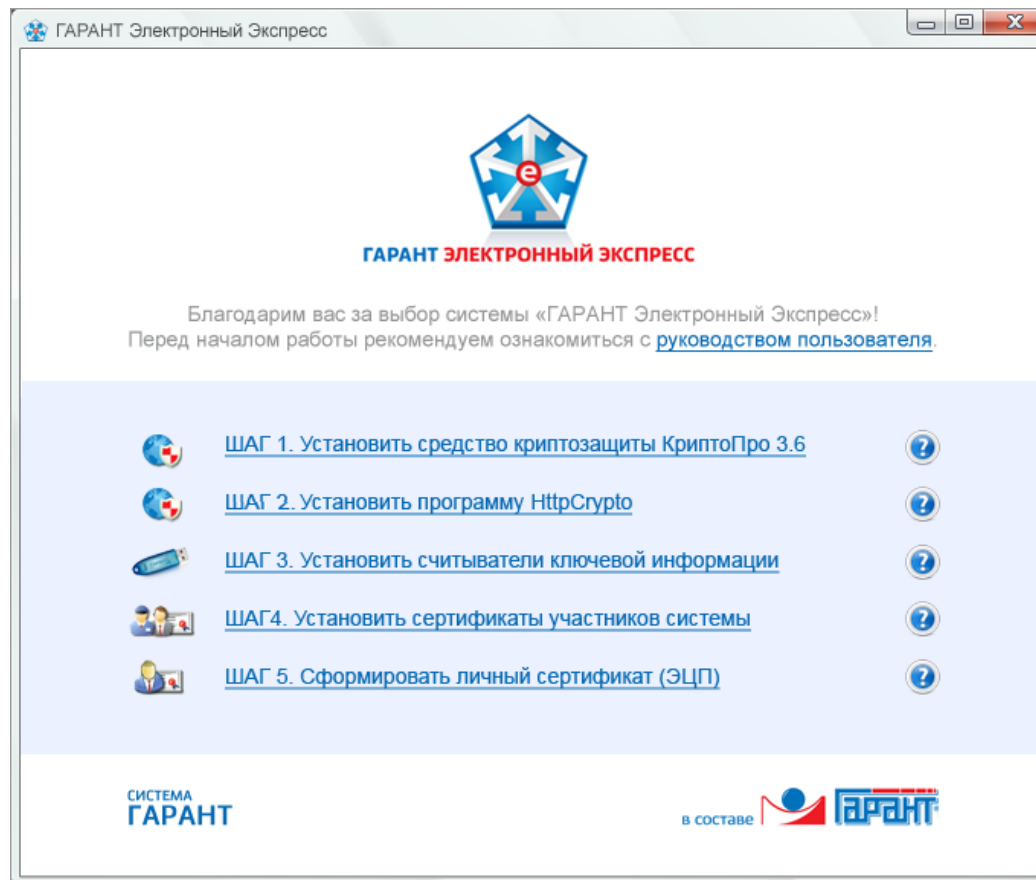 ГАРАНТ Электронный Экспресс
e
ГАРАНТ ЭЛЕКТРОННЫЙ ЭКСПРЕСС
Благодарим вас за выбор системы «ГАРАНТ Электронный Экспресс»!
Перед началом работы рекомендуем ознакомиться с руководством пользователя.
ШАГ 1. Установить средство криптозащиты КриптоПро 3.6
?
ШАГ 2. Установить программу HttpCrypto
?
ШАГ 3. Установить считыватели ключевой информации
?
ШАГ4. Установить сертификаты участников системы
?
ШАГ 5. Сформировать личный сертификат (ЭЦП)
?
СИСТЕМА
ГАРАНТ
в составе Гарант